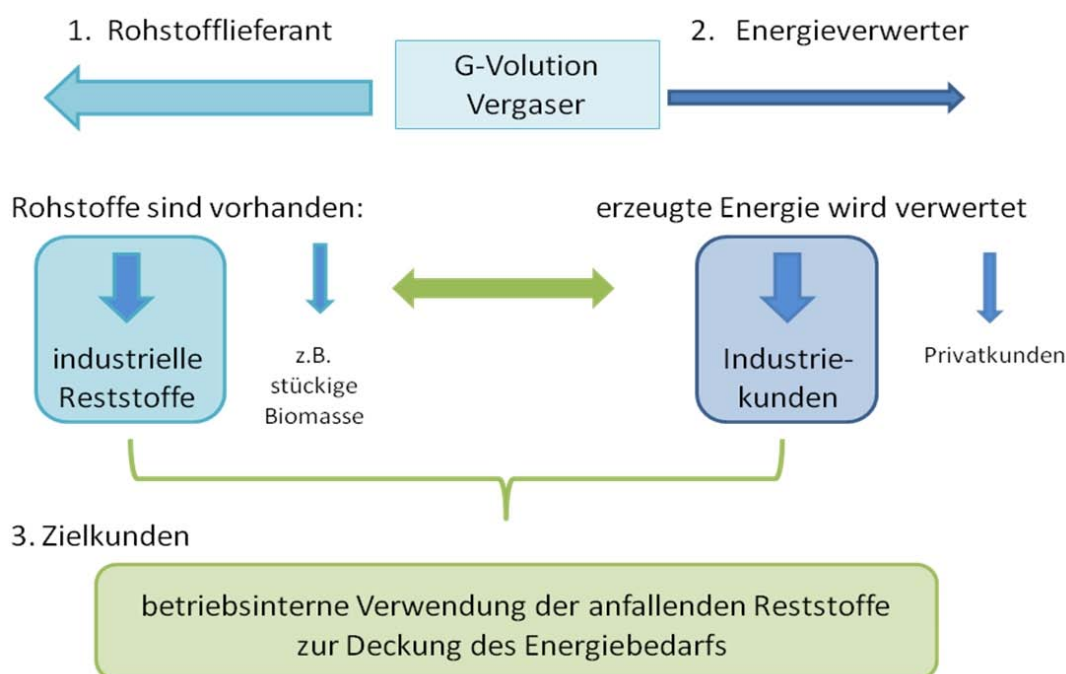 1. Rohstofflieferant
G-Volution
Vergaser
2. Energieverwerter
Rohstoffe sind vorhanden:
erzeugte Energie wird verwertet
industrielle
Reststoffe
z.B.
stückige
Biomasse
Industrie-
kunden
Privatkunden
3. Zielkunden
betriebsinterne Verwendung der anfallenden Reststoffe
zur Deckung des Energiebedarfs